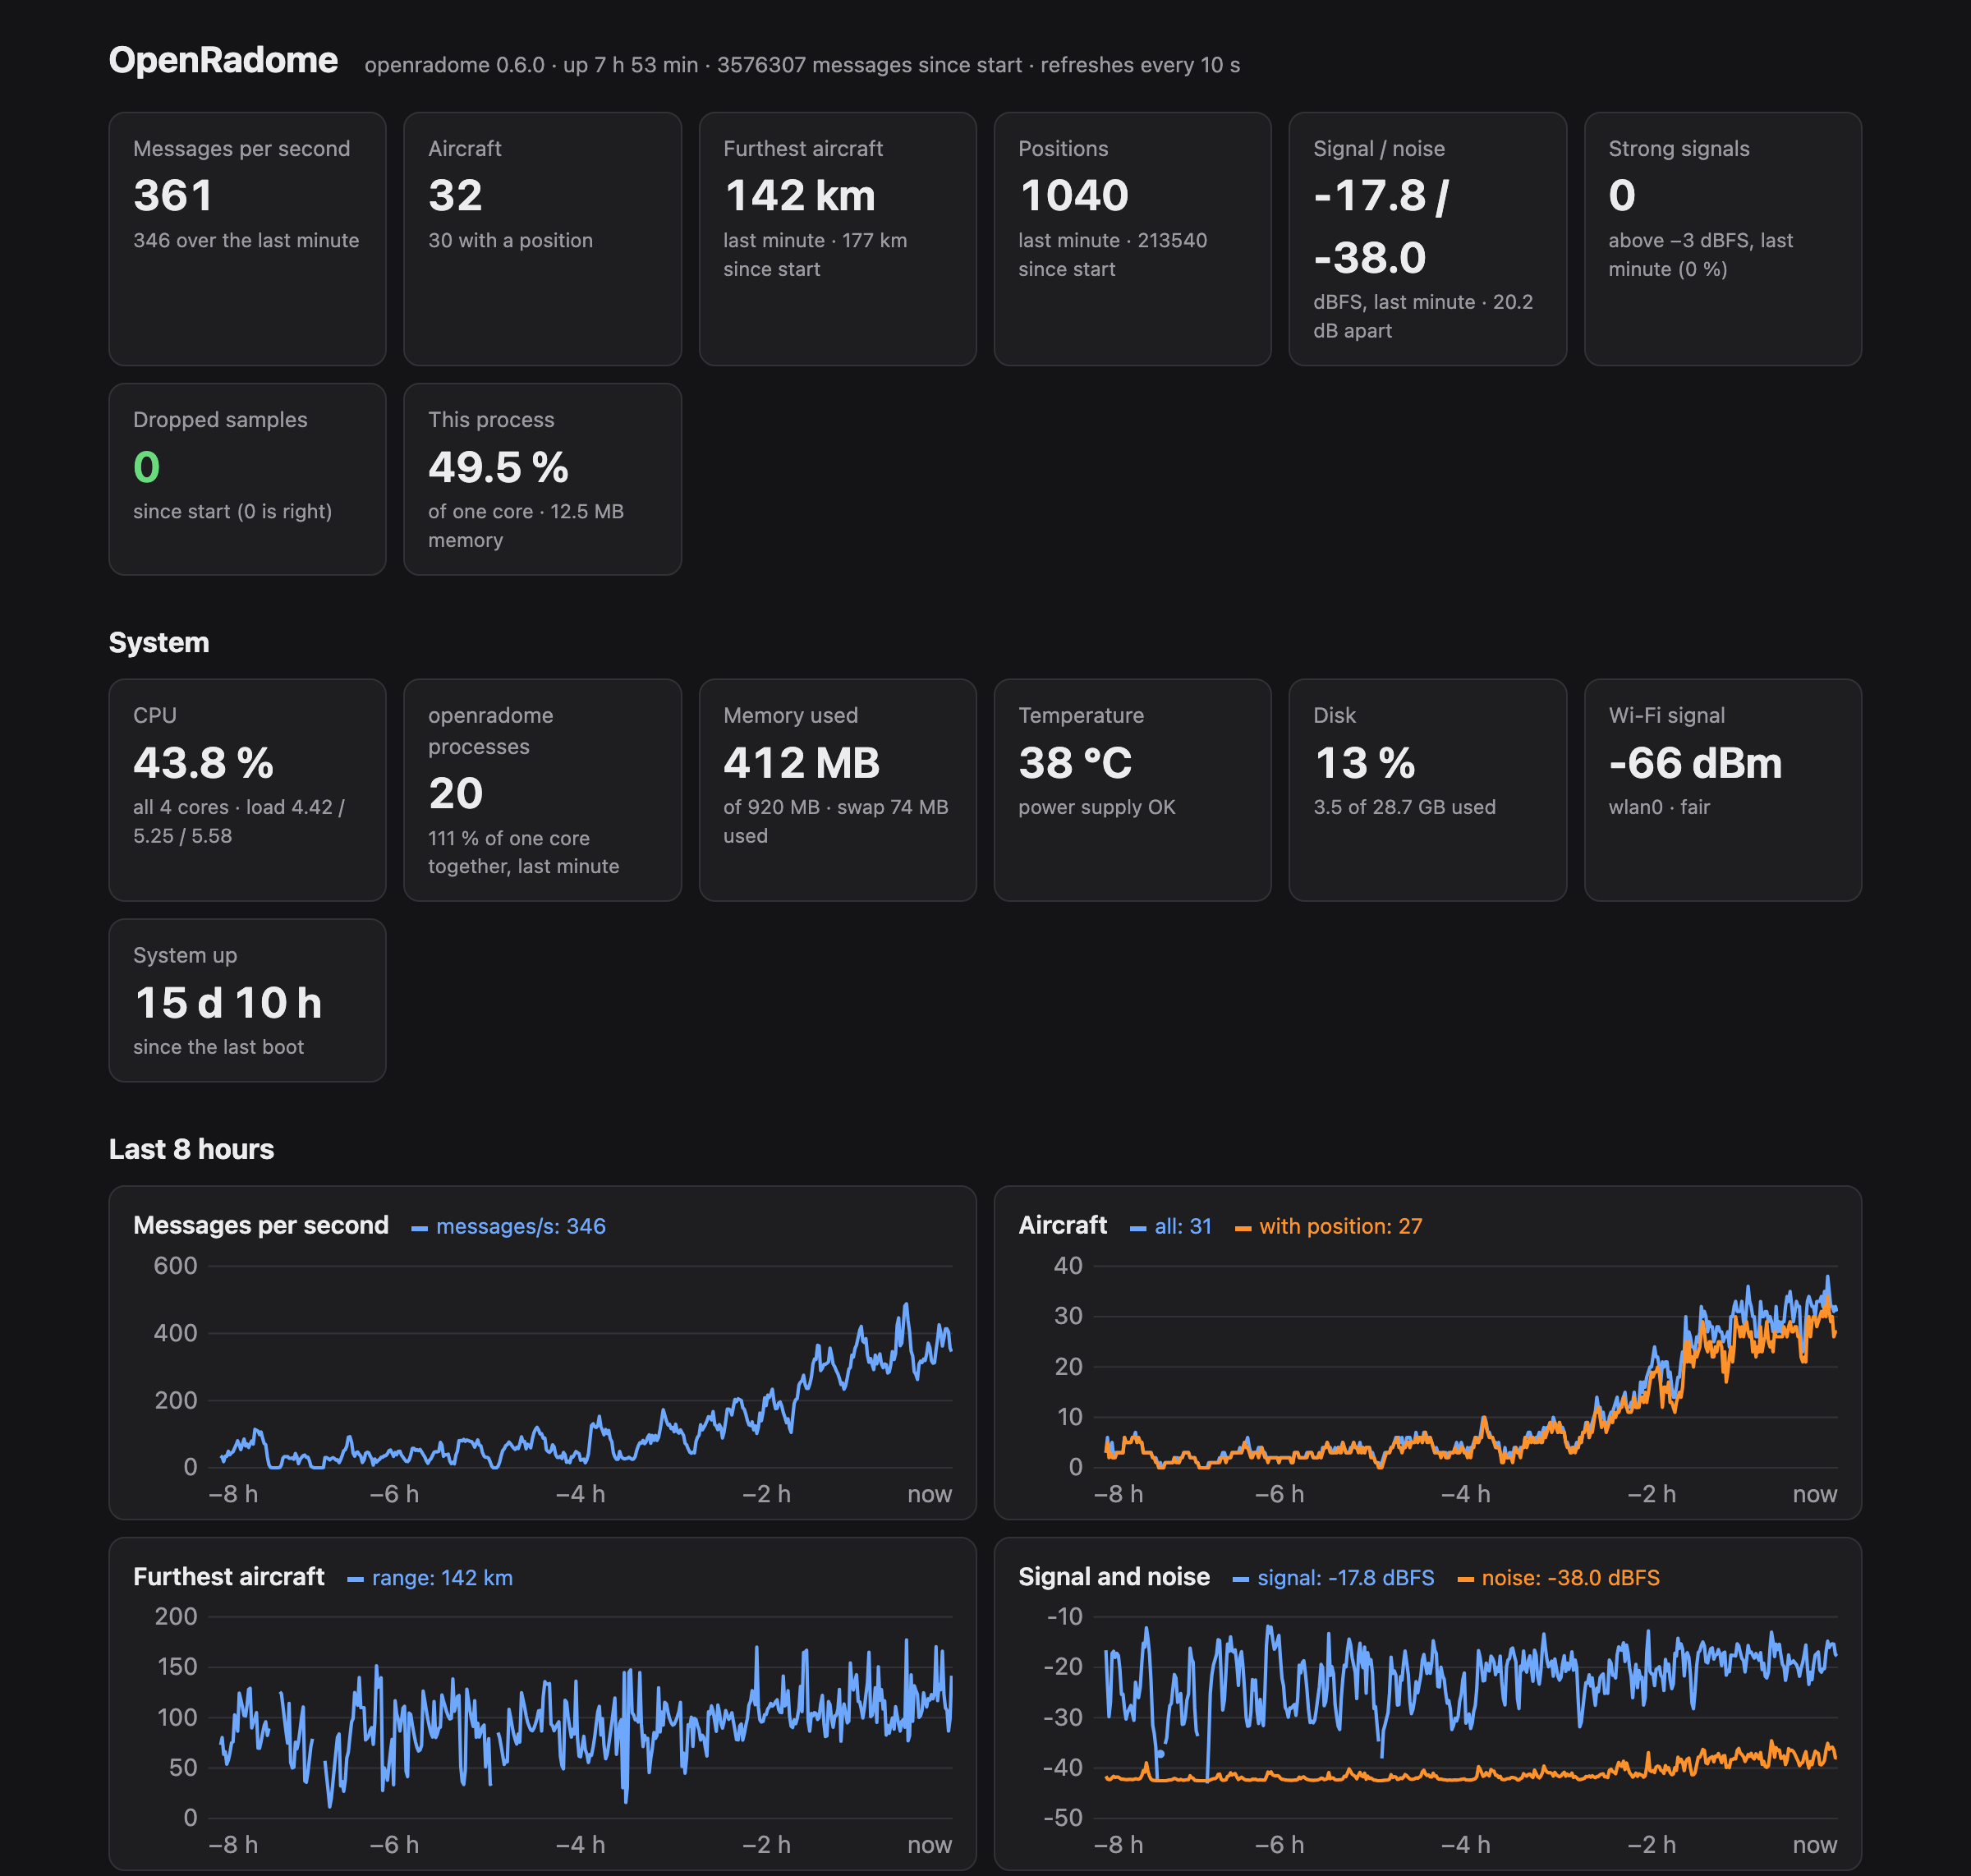 OpenRadome openradome 0.6.0 · up 7 h 53 min · 3576307 messages since start · refreshes every 10 s
Messages per second
361
346 over the last minute
Aircraft
32
30 with a position
Furthest aircraft
142 km
last minute · 177 km
since start
Positions
1040
last minute · 213540
since start
Signal / noise
-17.8 /
-38.0
dBFS, last minute · 20.2
dB apart
Strong signals
0
above −3 dBFS, last
minute (0 %)
Dropped samples
0
since start (0 is right)
This process
49.5 %
of one core · 12.5 MB
memory
System
CPU
43.8 %
all 4 cores · load 4.42 /
5.25 / 5.58
openradome
processes
20
111 % of one core
together, last minute
Memory used
412 MB
of 920 MB · swap 74 MB
used
Temperature
38 °C
power supply OK
Disk
13 %
3.5 of 28.7 GB used
Wi-Fi signal
-66 dBm
wlan0 · fair
System up
15 d 10 h
since the last boot
Last 8 hours
Messages per second messages/s: 346
600
400
200
0
−8 h −6 h −4 h −2 h now
Aircraft all: 31 with position: 27
40
30
20
10
0
−8 h −6 h −4 h −2 h now
Furthest aircraft range: 142 km
200
150
100
50
0
−8 h −6 h −4 h −2 h now
Signal and noise signal: -17.8 dBFS noise: -38.0 dBFS
-10
-20
-30
-40
-50
−8 h −6 h −4 h −2 h now